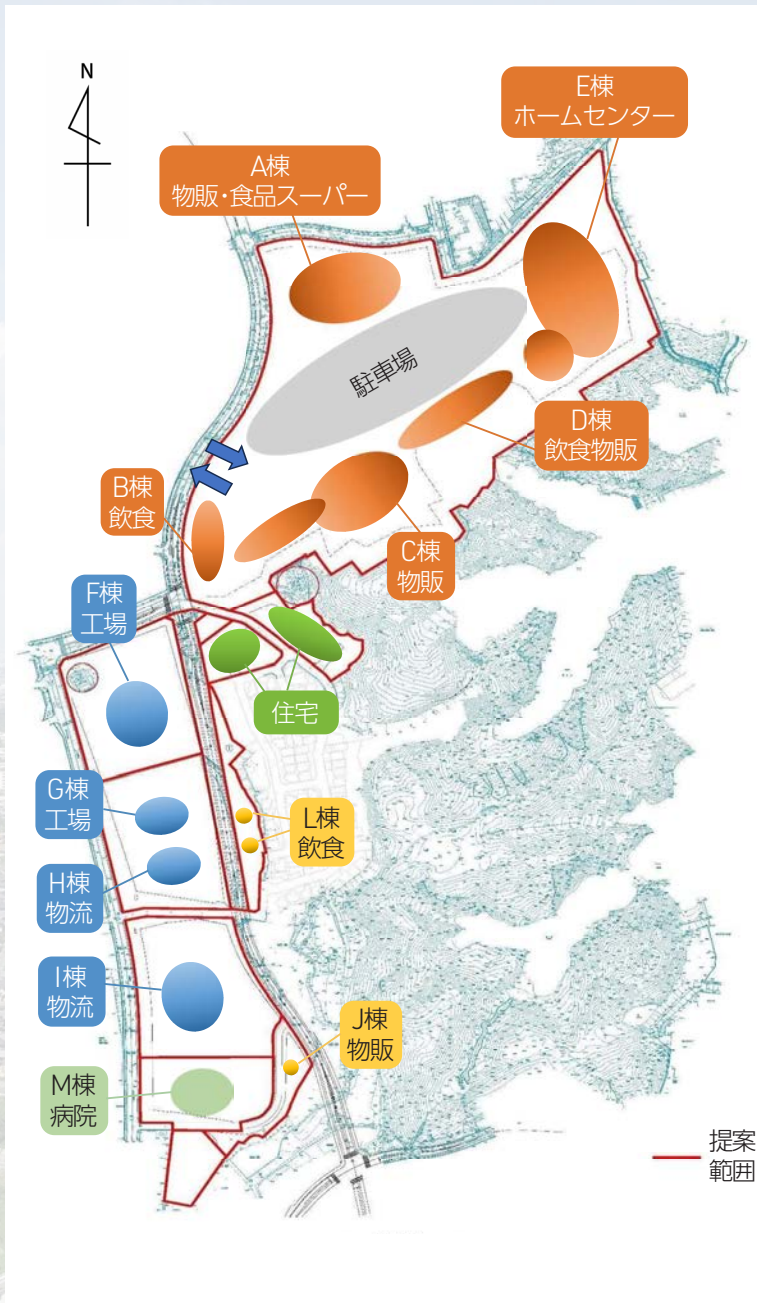 N
E棟
ホームセンター
A棟
物販・食品スーパー
駐車場
D棟
飲食物販
B棟
飲食
C棟
物販
F棟
工場
住宅
G棟
工場
L棟
飲食
H棟
物流
I棟
物流
J棟
物販
M棟
病院
提案
範囲